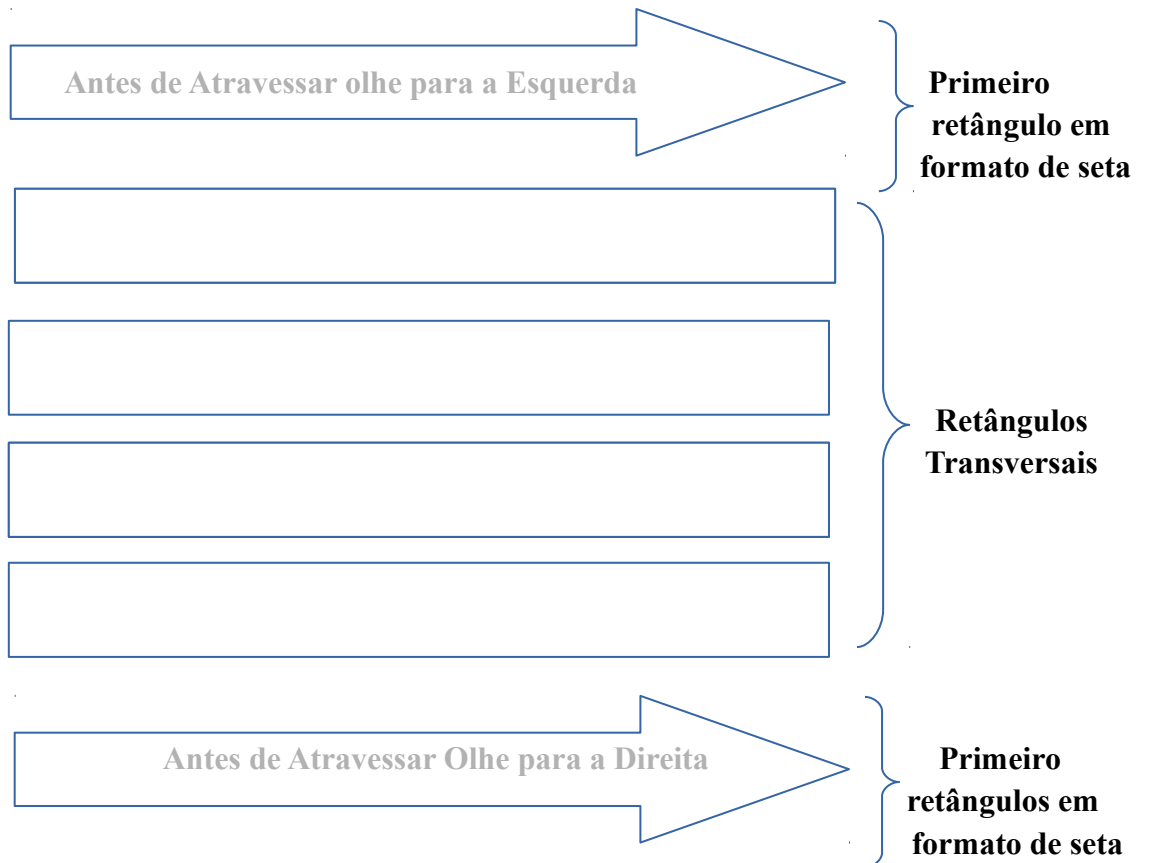 Antes de Atravessar olhe para a Esquerda
Primeiro
retângulo em
formato de seta
Retângulos
Transversais
Antes de Atravessar Olhe para a Direita
Primeiro
retângulos em
formato de seta